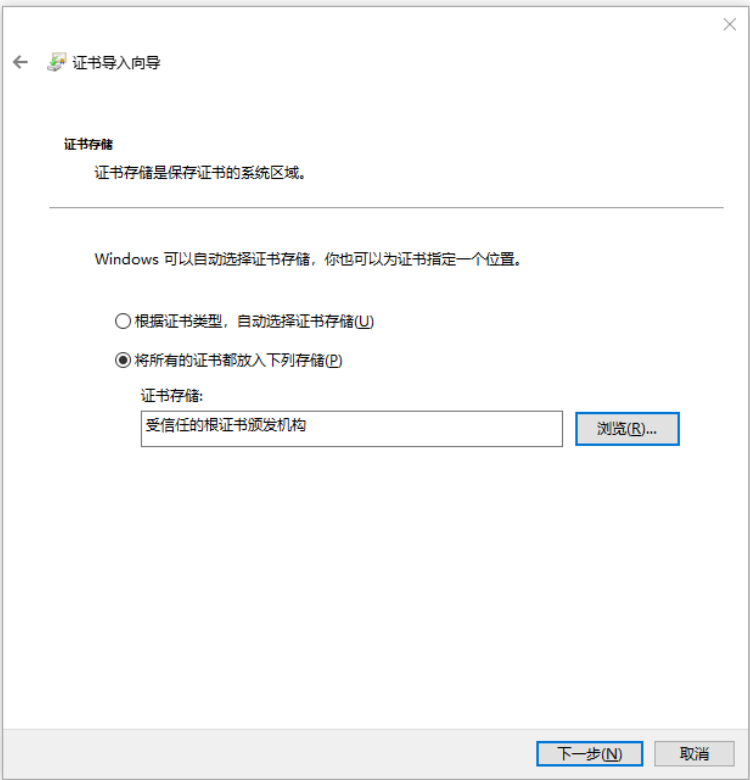 证书导入向导
证书存储
证书存储是保存证书的系统区域。
Windows 可以自动选择证书存储，你也可以为证书指定一个位置。
根据证书类型，自动选择证书存储(U)
将所有的证书都放入下列存储(P)
证书存储:
受信任的根证书颁发机构
浏览(R)...
下一步(N)
取消